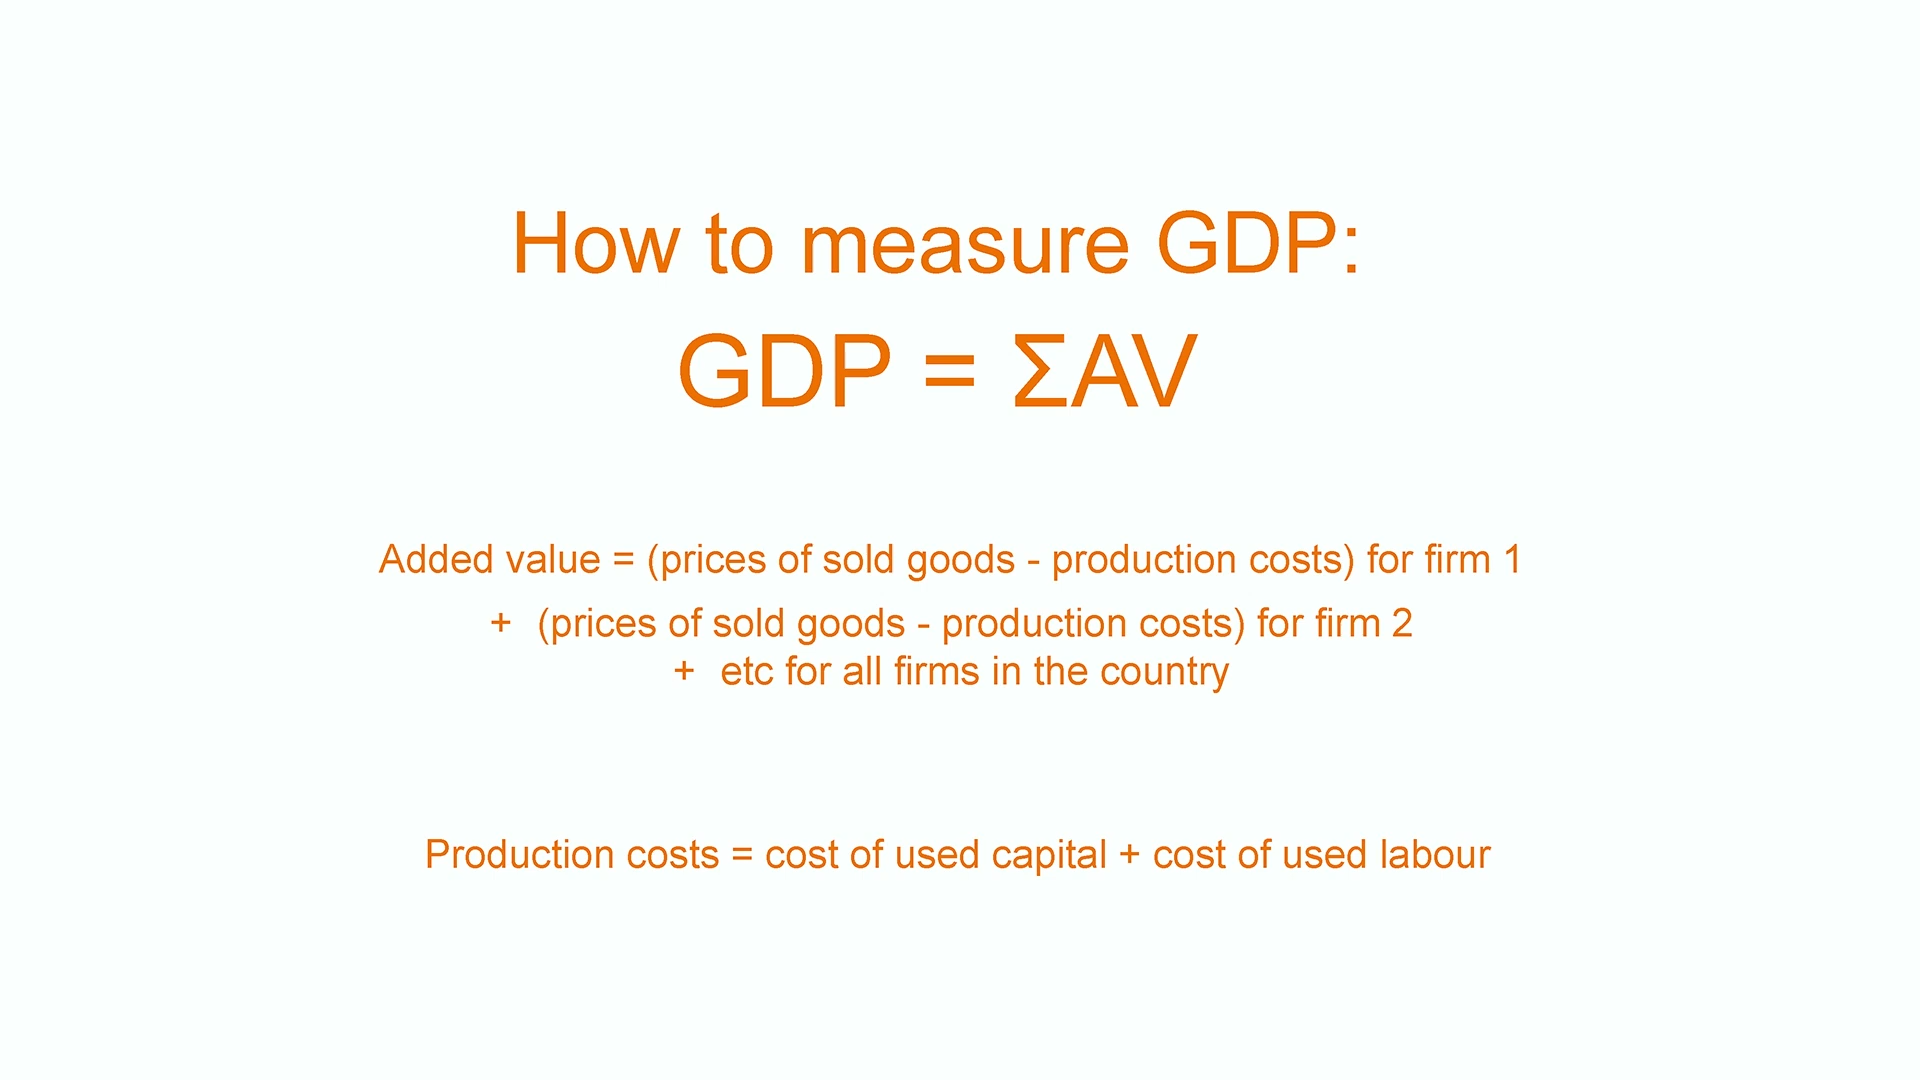 How to measure GDP:
GDP = ΣAV
Added value = (prices of sold goods - production costs) for firm 1
+ (prices of sold goods - production costs) for firm 2
+ etc for all firms in the country
Production costs = cost of used capital + cost of used labour